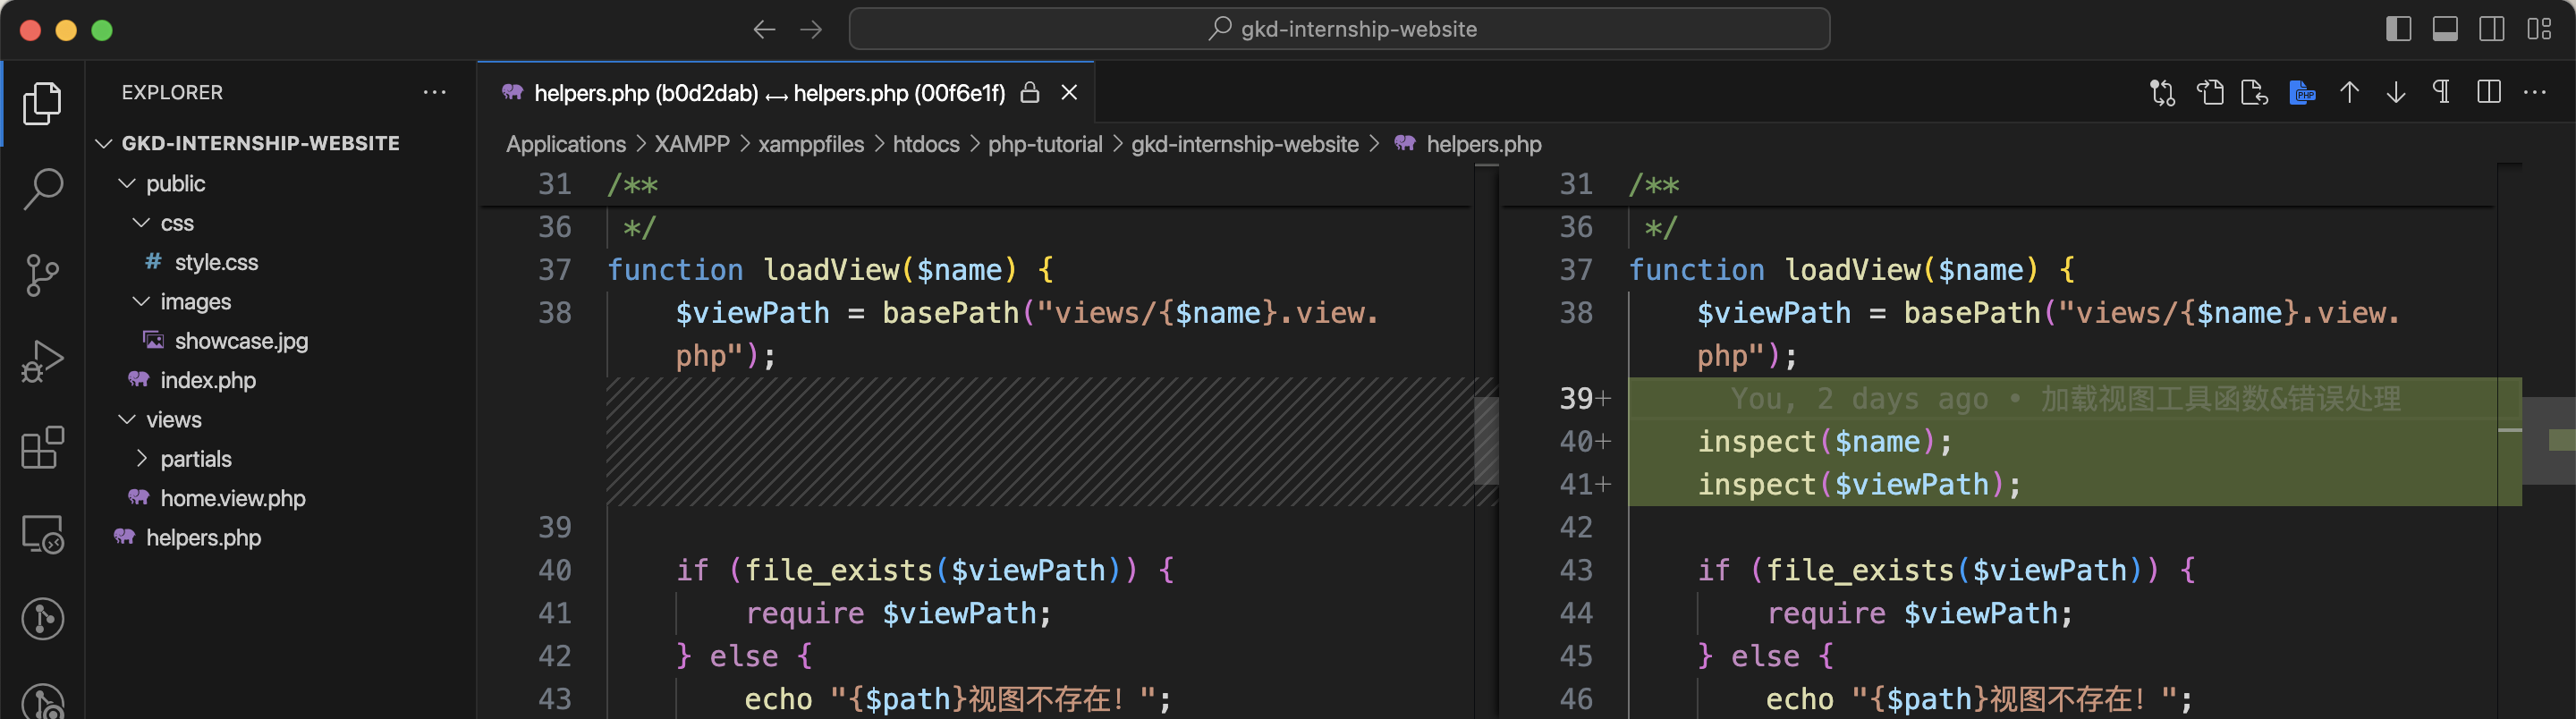 gkd-internship-website
EXPLORER
GKD-INTERNSHIP-WEBSITE
public
css
# style.css
images
showcase.jpg
index.php
views
partials
home.view.php
helpers.php
helpers.php (b0d2dab) ↔ helpers.php (00f6e1f)
PHP
Applications > XAMPP > xamppfiles > htdocs > php-tutorial > gkd-internship-website > helpers.php
31 /**
36 */
37 function loadView($name) {
38 $viewPath = basePath("views/{$name}.view.
php");
39
40 if (file_exists($viewPath)) {
41 require $viewPath;
42 } else {
43 echo "{$path}视图不存在！";
31 /**
36 */
37 function loadView($name) {
38 $viewPath = basePath("views/{$name}.view.
php");
39+ You, 2 days ago • 加载视图工具函数&错误处理
40+ inspect($name);
41+ inspect($viewPath);
42
43 if (file_exists($viewPath)) {
44 require $viewPath;
45 } else {
46 echo "{$path}视图不存在！";